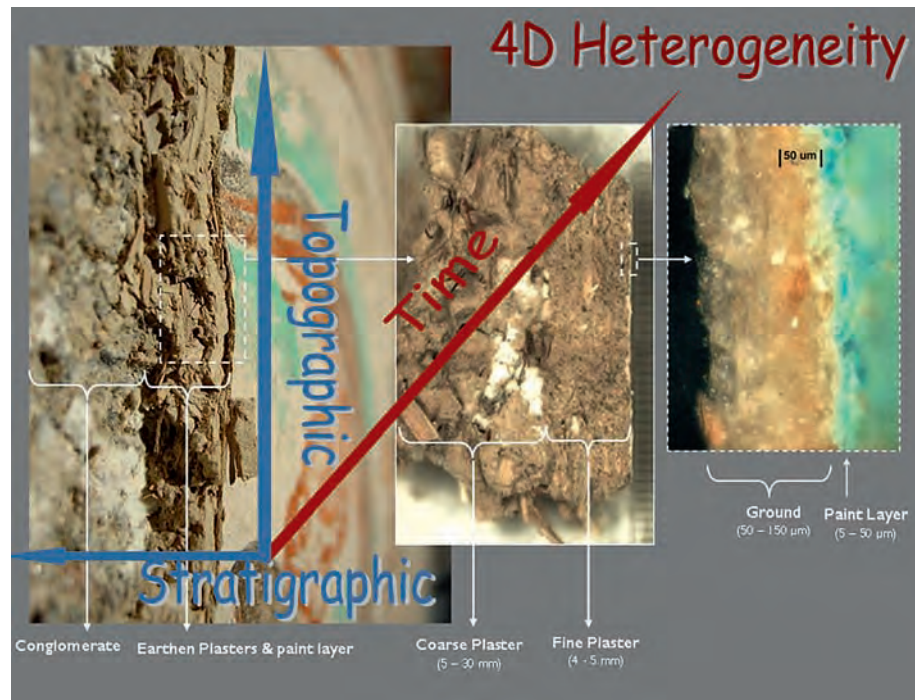 4D Heterogeneity
50 um
Topographic
Time
Ground
(50 – 150 µm)
Paint Layer
(5 – 50 µm)
Stratigraphic
Conglomerate
Earthen Plasters & paint layer
Coarse Plaster
(5 – 30 mm)
Fine Plaster
(4 - 5 mm)